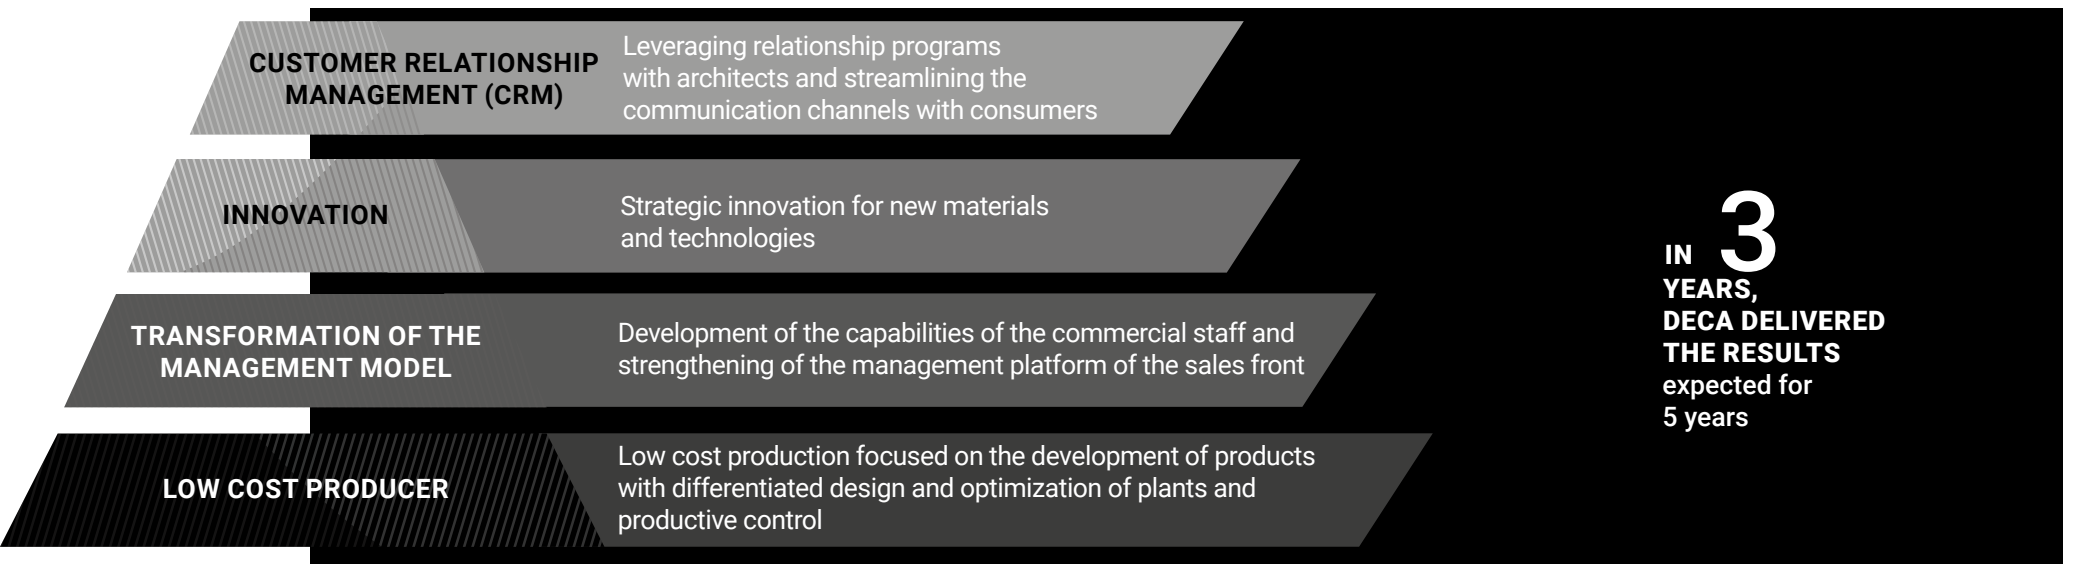 CUSTOMER RELATIONSHIP
MANAGEMENT (CRM)
Leveraging relationship programs
with architects and streamlining the
communication channels with consumers
INNOVATION
Strategic innovation for new materials
and technologies
TRANSFORMATION OF THE
MANAGEMENT MODEL
Development of the capabilities of the commercial staff and
strengthening of the management platform of the sales front
LOW COST PRODUCER
Low cost production focused on the development of products
with differentiated design and optimization of plants and
productive control
IN 3
YEARS,
DECA DELIVERED
THE RESULTS
expected for
5 years